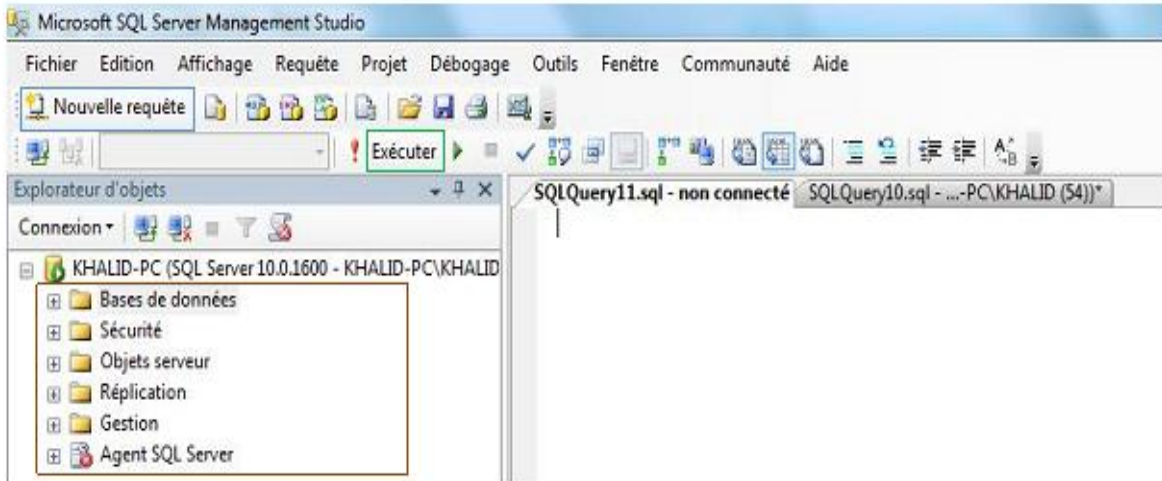 Microsoft SQL Server Management Studio
Fichier Edition Affichage Requête Projet Débogage Outils Fenêtre Communauté Aide
Nouvelle requête
Exécuter
Explorateur d'objets
SQLQuery11.sql - non connecté SQLQuery10.sql - ...-PC\KHALID (54))*
Connexion
KHALID-PC (SQL Server 10.0.1600 - KHALID-PC\KHALID
Bases de données
Sécurité
Objets serveur
Réplication
Gestion
Agent SQL Server